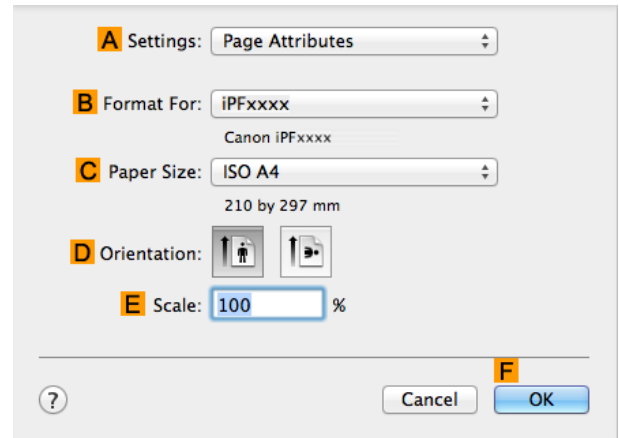 A Settings: Page Attributes
B Format For: iPFxxxx
Canon iPFxxxx
C Paper Size: ISO A4
210 by 297 mm
D Orientation:
E Scale: 100 %
F
? Cancel OK